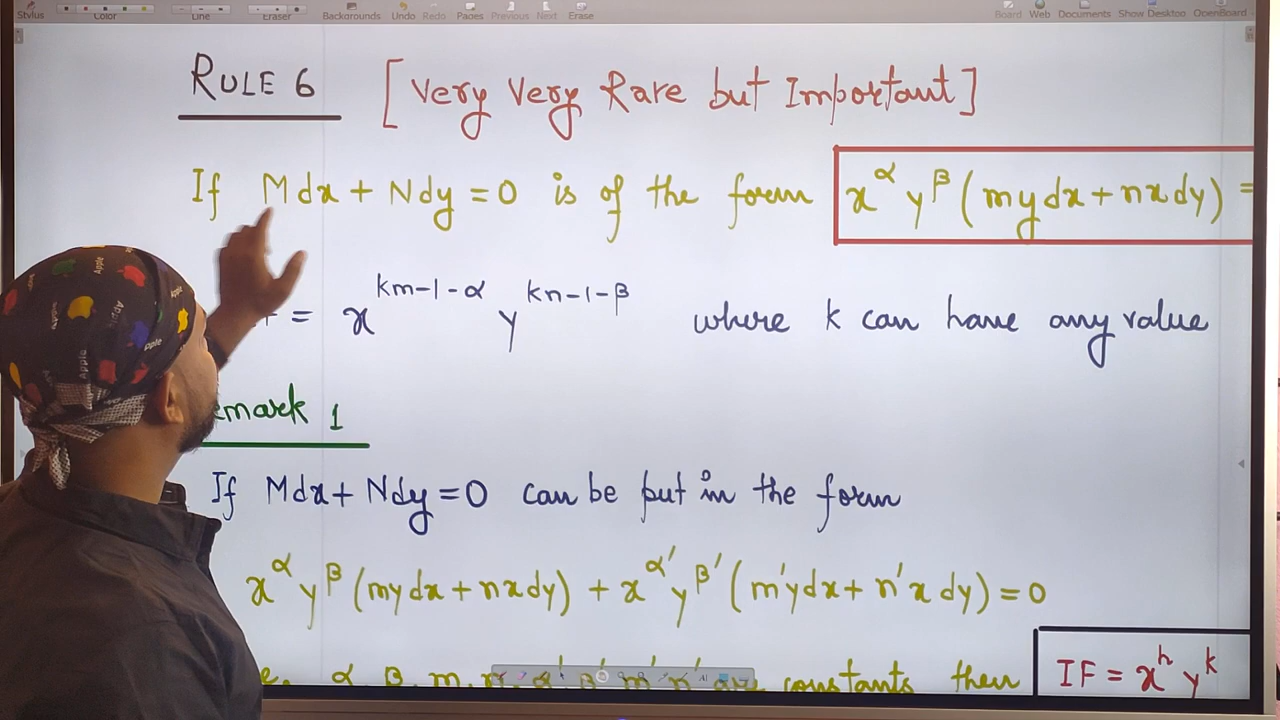 Stylus Color Line Eraser Backgrounds Undo Redo Pages Previous Next Erase Board Web Documents Show Desktop OpenBoard
RULE 6 [Very Very Rare but Important]
If Mdx + Ndy = 0 is of the form x^α y^β (mydx + nxdy) =
= x^(km-1-α) y^(kn-1-β) where k can have any value
emark 1
If Mdx + Ndy = 0 can be put in the form
x^α y^β (mydx + nxdy) + x^α' y^β' (m'ydx + n'xdy) = 0
e. α β, m, n, α', β', m', n' are constants then
IF = x^h y^k